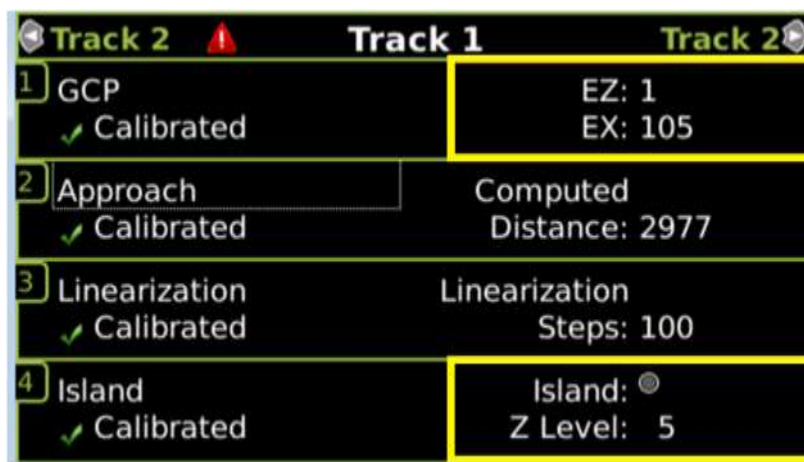 Track 2 Track 1 Track 2
1 GCP EZ: 1
Calibrated EX: 105
2 Approach Computed
Calibrated Distance: 2977
3 Linearization Linearization
Calibrated Steps: 100
4 Island Island:
Calibrated Z Level: 5